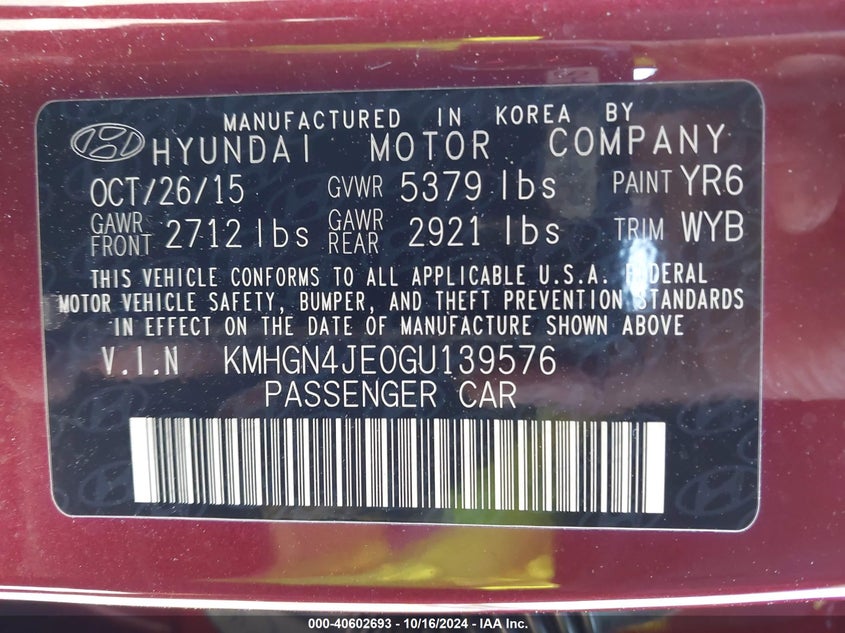 MANUFACTURED IN KOREA BY
HYUNDAI MOTOR COMPANY
OCT/26/15 GVWR 5379 lbs PAINT YR6
GAWR FRONT 2712 lbs GAWR REAR 2921 lbs TRIM WYB
THIS VEHICLE CONFORMS TO ALL APPLICABLE U.S.A. FEDERAL
MOTOR VEHICLE SAFETY, BUMPER, AND THEFT PREVENTION STANDARDS
IN EFFECT ON THE DATE OF MANUFACTURE SHOWN ABOVE
V.I.N KMHGN4JE0GU139576
PASSENGER CAR
000-40602693 - 10/16/2024 - IAA Inc.